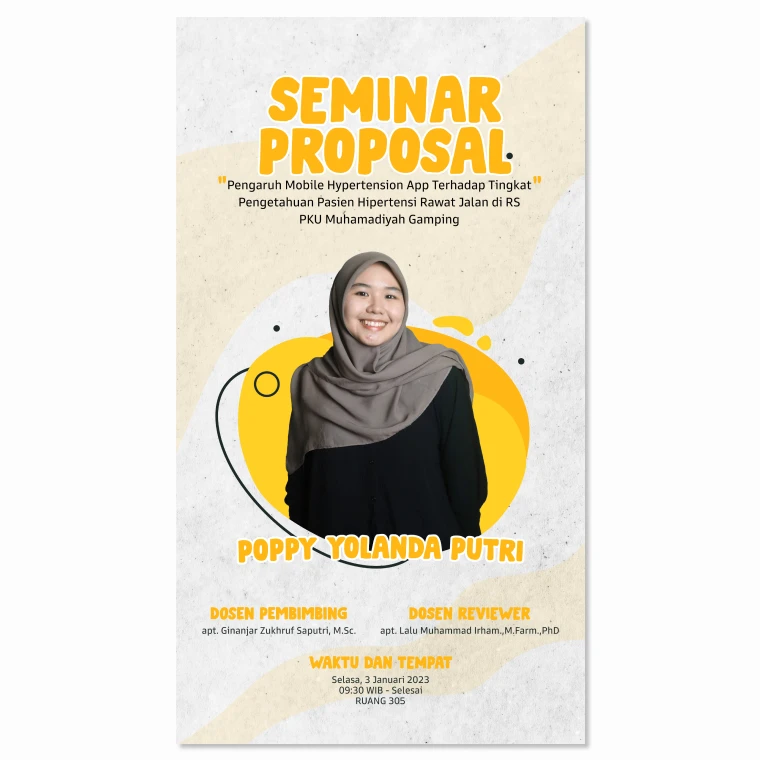 SEMINAR
PROPOSAL
"Pengaruh Mobile Hypertension App Terhadap Tingkat"
Pengetahuan Pasien Hipertensi Rawat Jalan di RS
PKU Muhamadiyah Gamping
POPPY YOLANDA PUTRI
DOSEN PEMBIMBING
apt. Ginanjar Zukhruf Saputri, M.Sc.
DOSEN REVIEWER
apt. Lalu Muhammad Irham.,M.Farm.,PhD
WAKTU DAN TEMPAT
Selasa, 3 Januari 2023
09:30 WIB - Selesai
RUANG 305